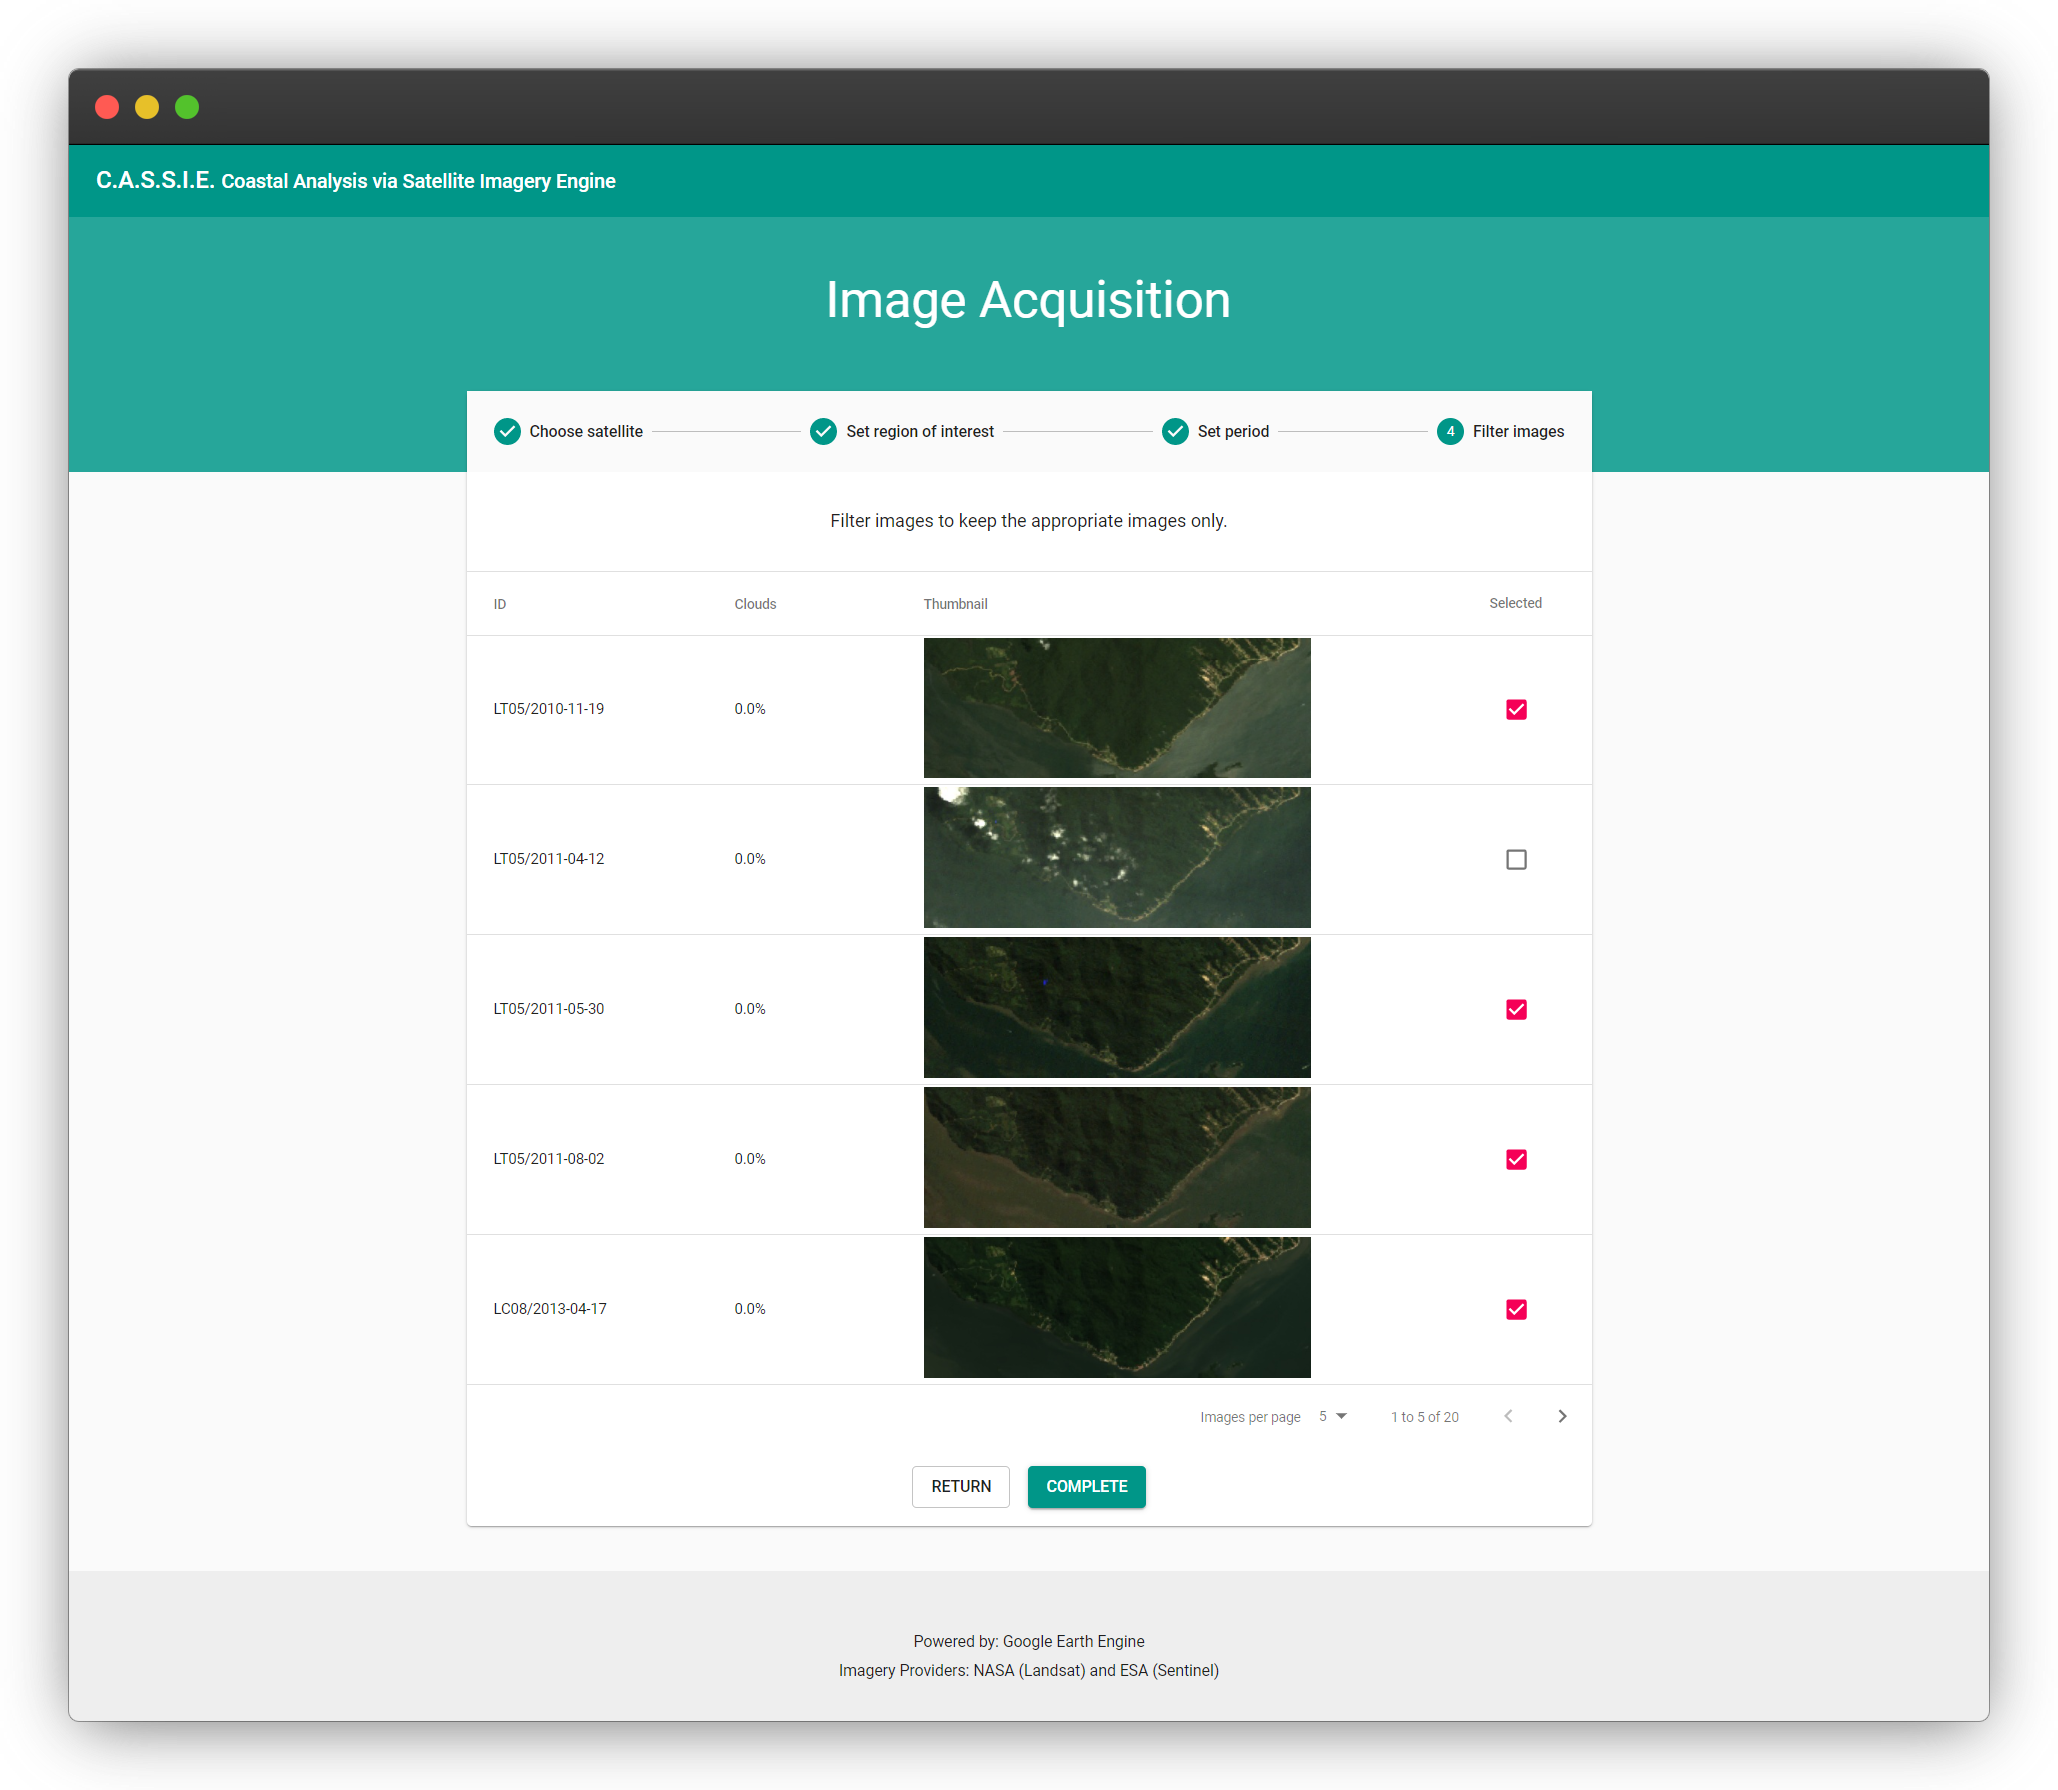 C.A.S.S.I.E. Coastal Analysis via Satellite Imagery Engine
Image Acquisition
Choose satellite
Set region of interest
Set period
4 Filter images
Filter images to keep the appropriate images only.
ID Clouds Thumbnail Selected
LT05/2010-11-19 0.0%
LT05/2011-04-12 0.0%
LT05/2011-05-30 0.0%
LT05/2011-08-02 0.0%
LC08/2013-04-17 0.0%
Images per page 5 1 to 5 of 20
RETURN COMPLETE
Powered by: Google Earth Engine
Imagery Providers: NASA (Landsat) and ESA (Sentinel)